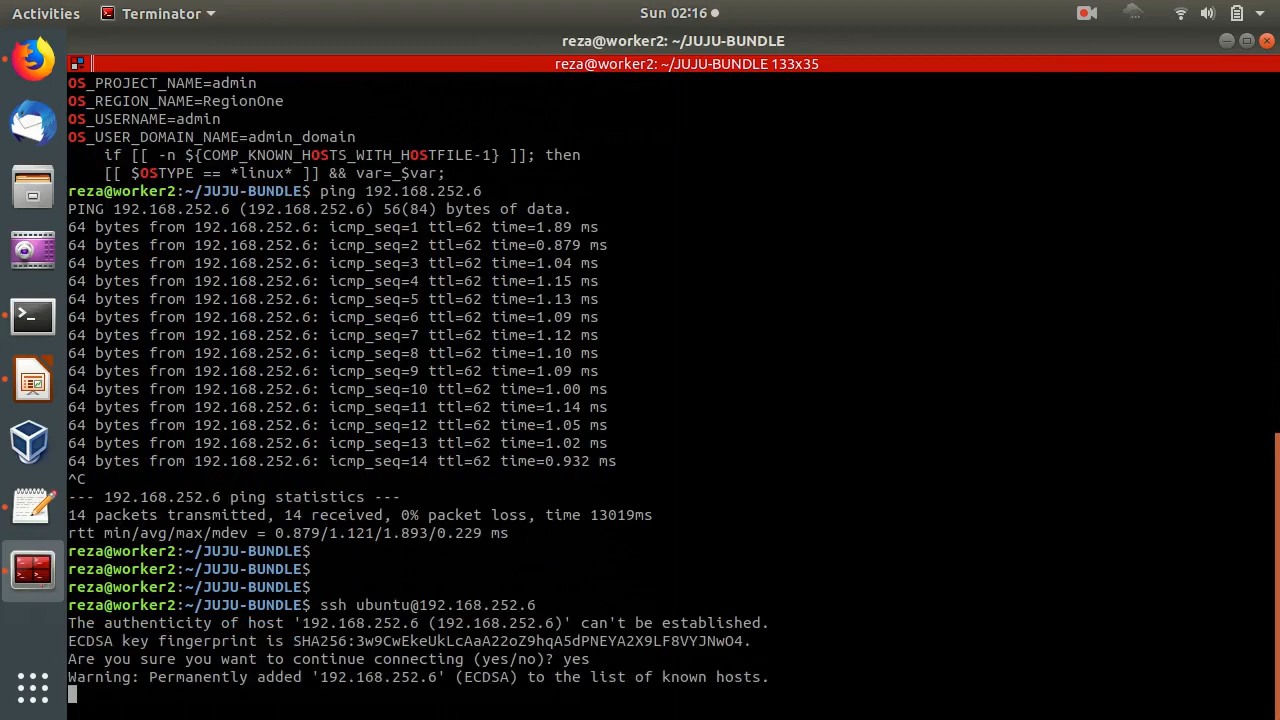 Activities Terminator Sun 02:16
reza@worker2: ~/JUJU-BUNDLE
reza@worker2: ~/JUJU-BUNDLE 133x35
OS_PROJECT_NAME=admin
OS_REGION_NAME=RegionOne
OS_USERNAME=admin
OS_USER_DOMAIN_NAME=admin_domain
    if [[ -n ${COMP_KNOWN_HOSTS_WITH_HOSTFILE-1} ]]; then
    [[ $OSTYPE == *linux* ]] && var=_$var;
reza@worker2:~/JUJU-BUNDLE$ ping 192.168.252.6
PING 192.168.252.6 (192.168.252.6) 56(84) bytes of data.
64 bytes from 192.168.252.6: icmp_seq=1 ttl=62 time=1.89 ms
64 bytes from 192.168.252.6: icmp_seq=2 ttl=62 time=0.879 ms
64 bytes from 192.168.252.6: icmp_seq=3 ttl=62 time=1.04 ms
64 bytes from 192.168.252.6: icmp_seq=4 ttl=62 time=1.15 ms
64 bytes from 192.168.252.6: icmp_seq=5 ttl=62 time=1.13 ms
64 bytes from 192.168.252.6: icmp_seq=6 ttl=62 time=1.09 ms
64 bytes from 192.168.252.6: icmp_seq=7 ttl=62 time=1.12 ms
64 bytes from 192.168.252.6: icmp_seq=8 ttl=62 time=1.10 ms
64 bytes from 192.168.252.6: icmp_seq=9 ttl=62 time=1.09 ms
64 bytes from 192.168.252.6: icmp_seq=10 ttl=62 time=1.00 ms
64 bytes from 192.168.252.6: icmp_seq=11 ttl=62 time=1.14 ms
64 bytes from 192.168.252.6: icmp_seq=12 ttl=62 time=1.05 ms
64 bytes from 192.168.252.6: icmp_seq=13 ttl=62 time=1.02 ms
64 bytes from 192.168.252.6: icmp_seq=14 ttl=62 time=0.932 ms
^C
--- 192.168.252.6 ping statistics ---
14 packets transmitted, 14 received, 0% packet loss, time 13019ms
rtt min/avg/max/mdev = 0.879/1.121/1.893/0.229 ms
reza@worker2:~/JUJU-BUNDLE$
reza@worker2:~/JUJU-BUNDLE$
reza@worker2:~/JUJU-BUNDLE$
reza@worker2:~/JUJU-BUNDLE$ ssh ubuntu@192.168.252.6
The authenticity of host '192.168.252.6 (192.168.252.6)' can't be established.
ECDSA key fingerprint is SHA256:3w9CwEkeUkLcAaA22oZ9hqA5dPNEYA2X9LF8VYJNwO4.
Are you sure you want to continue connecting (yes/no)? yes
Warning: Permanently added '192.168.252.6' (ECDSA) to the list of known hosts.